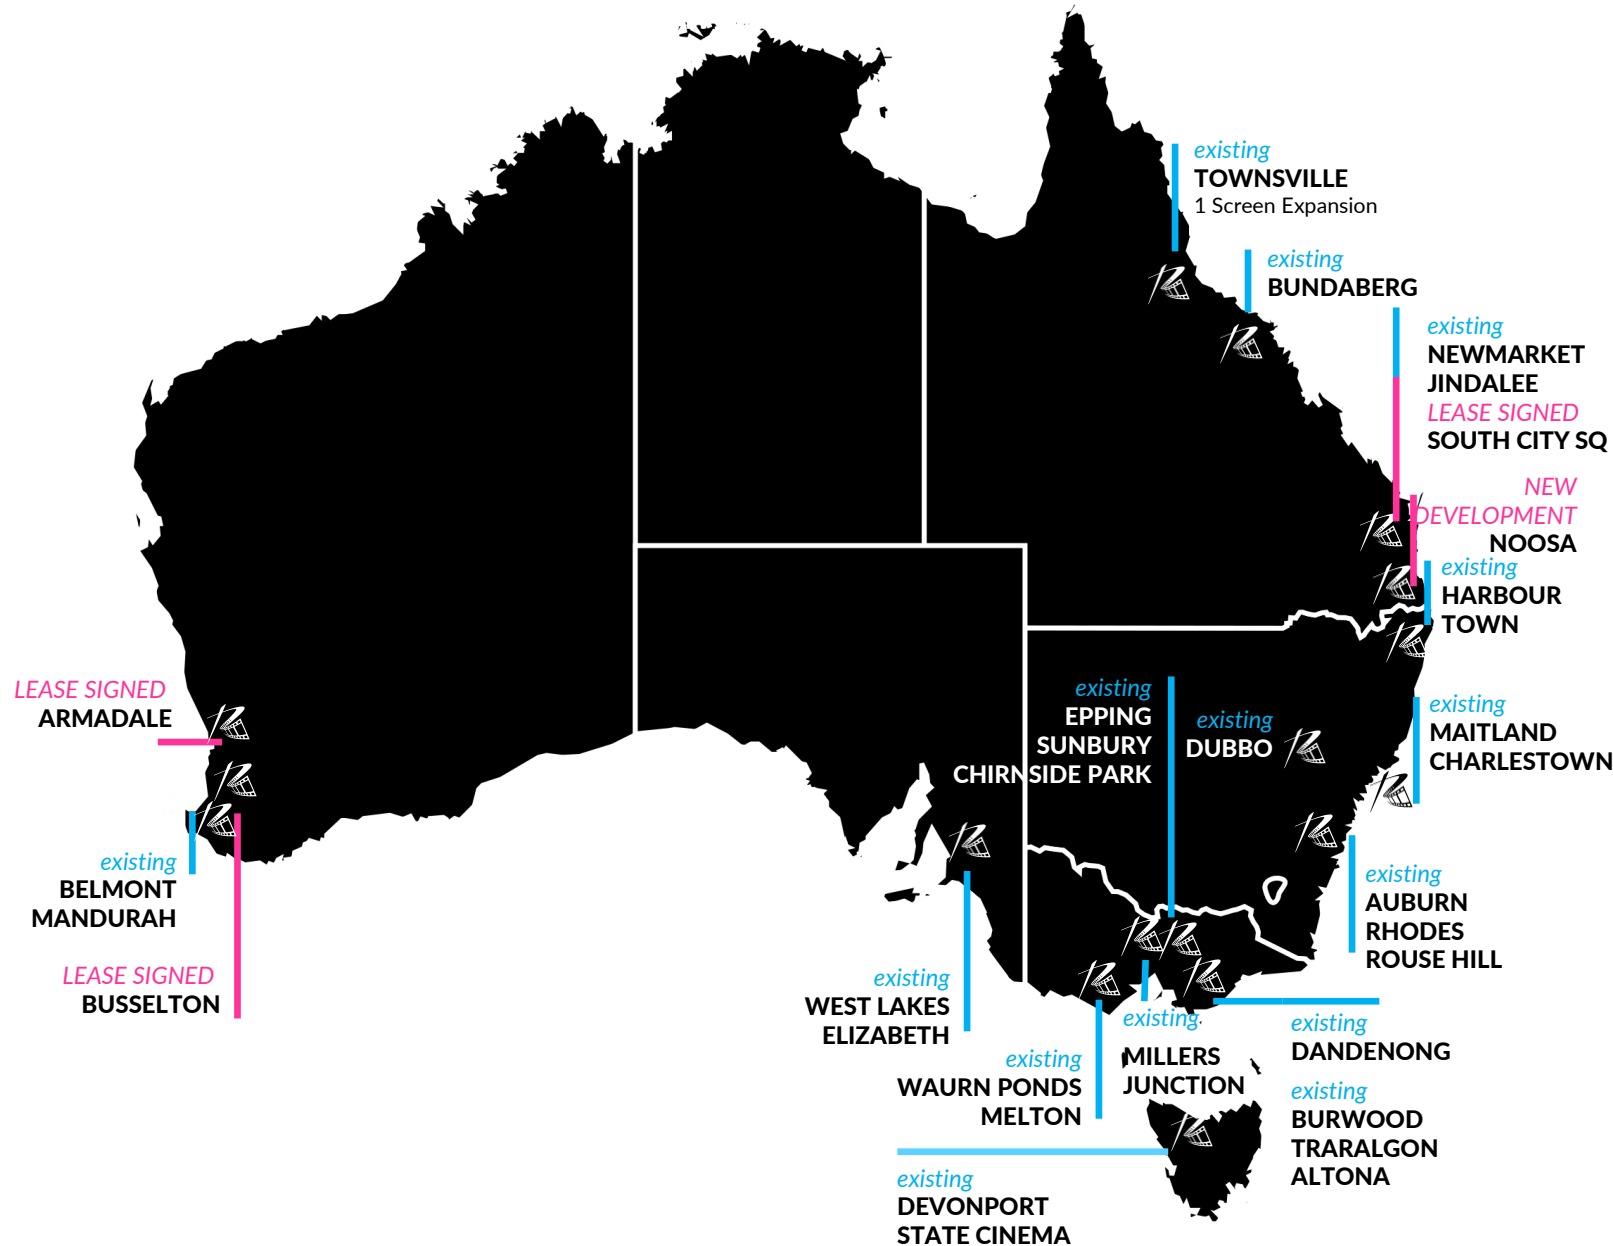 existing
TOWNSVILLE
1 Screen Expansion
existing
BUNDABERG
existing
NEWMARKET
JINDALEE
LEASE SIGNED
SOUTH CITY SQ
NEW
DEVELOPMENT
NOOSA
existing
HARBOUR
TOWN
existing
MAITLAND
CHARLESTOWN
existing
EPPING
SUNBURY
CHIRNSIDE PARK
existing
DUBBO
LEASE SIGNED
ARMADALE
existing
BELMONT
MANDURAH
LEASE SIGNED
BUSSELTON
existing
AUBURN
RHODES
ROUSE HILL
existing
WEST LAKES
ELIZABETH
existing
WAURN PONDS
MELTON
existing
MILLERS
JUNCTION
existing
DANDENONG
existing
BURWOOD
TRARALGON
ALTONA
existing
DEVONPORT
STATE CINEMA